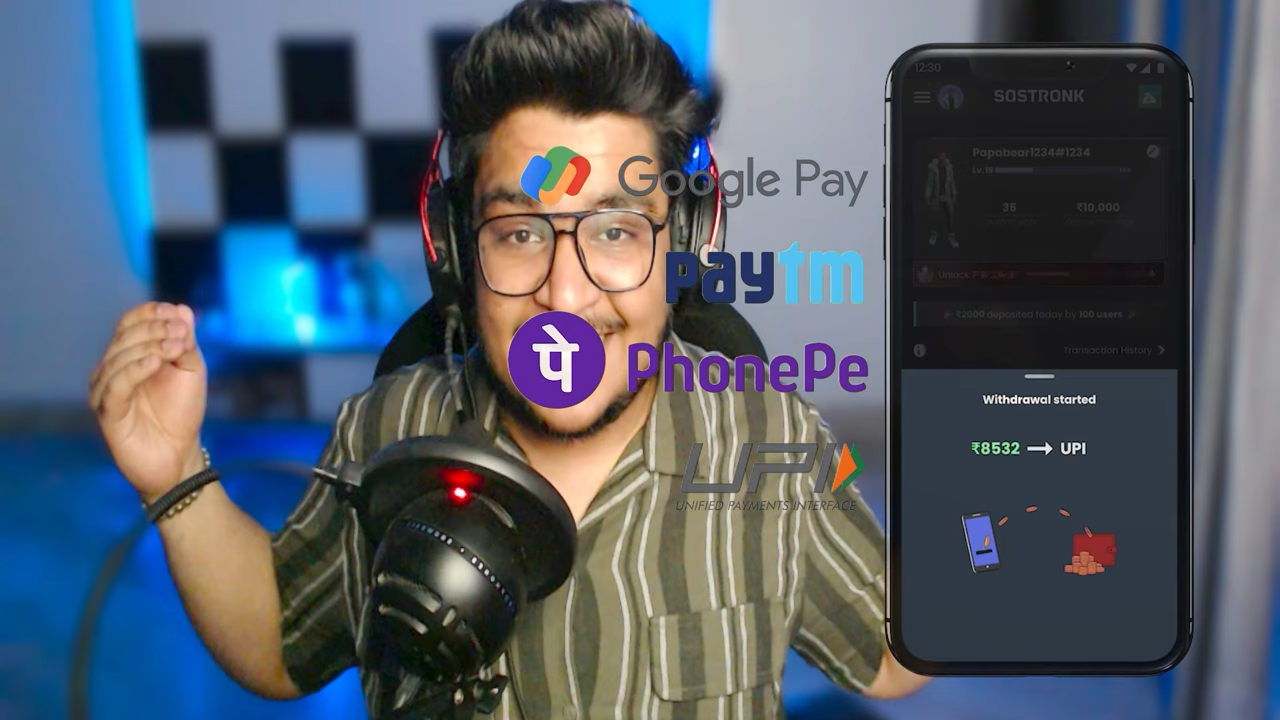 Google Pay
paytm
पे PhonePe
UPI
UNIFIED PAYMENTS INTERFACE
12:30
SOSTRONK
Papabear1234#1234
Lv. 15
35
₹10,000
Unlock
₹2000 deposited today by 100 users
Transaction History
Withdrawal started
₹8532 → UPI